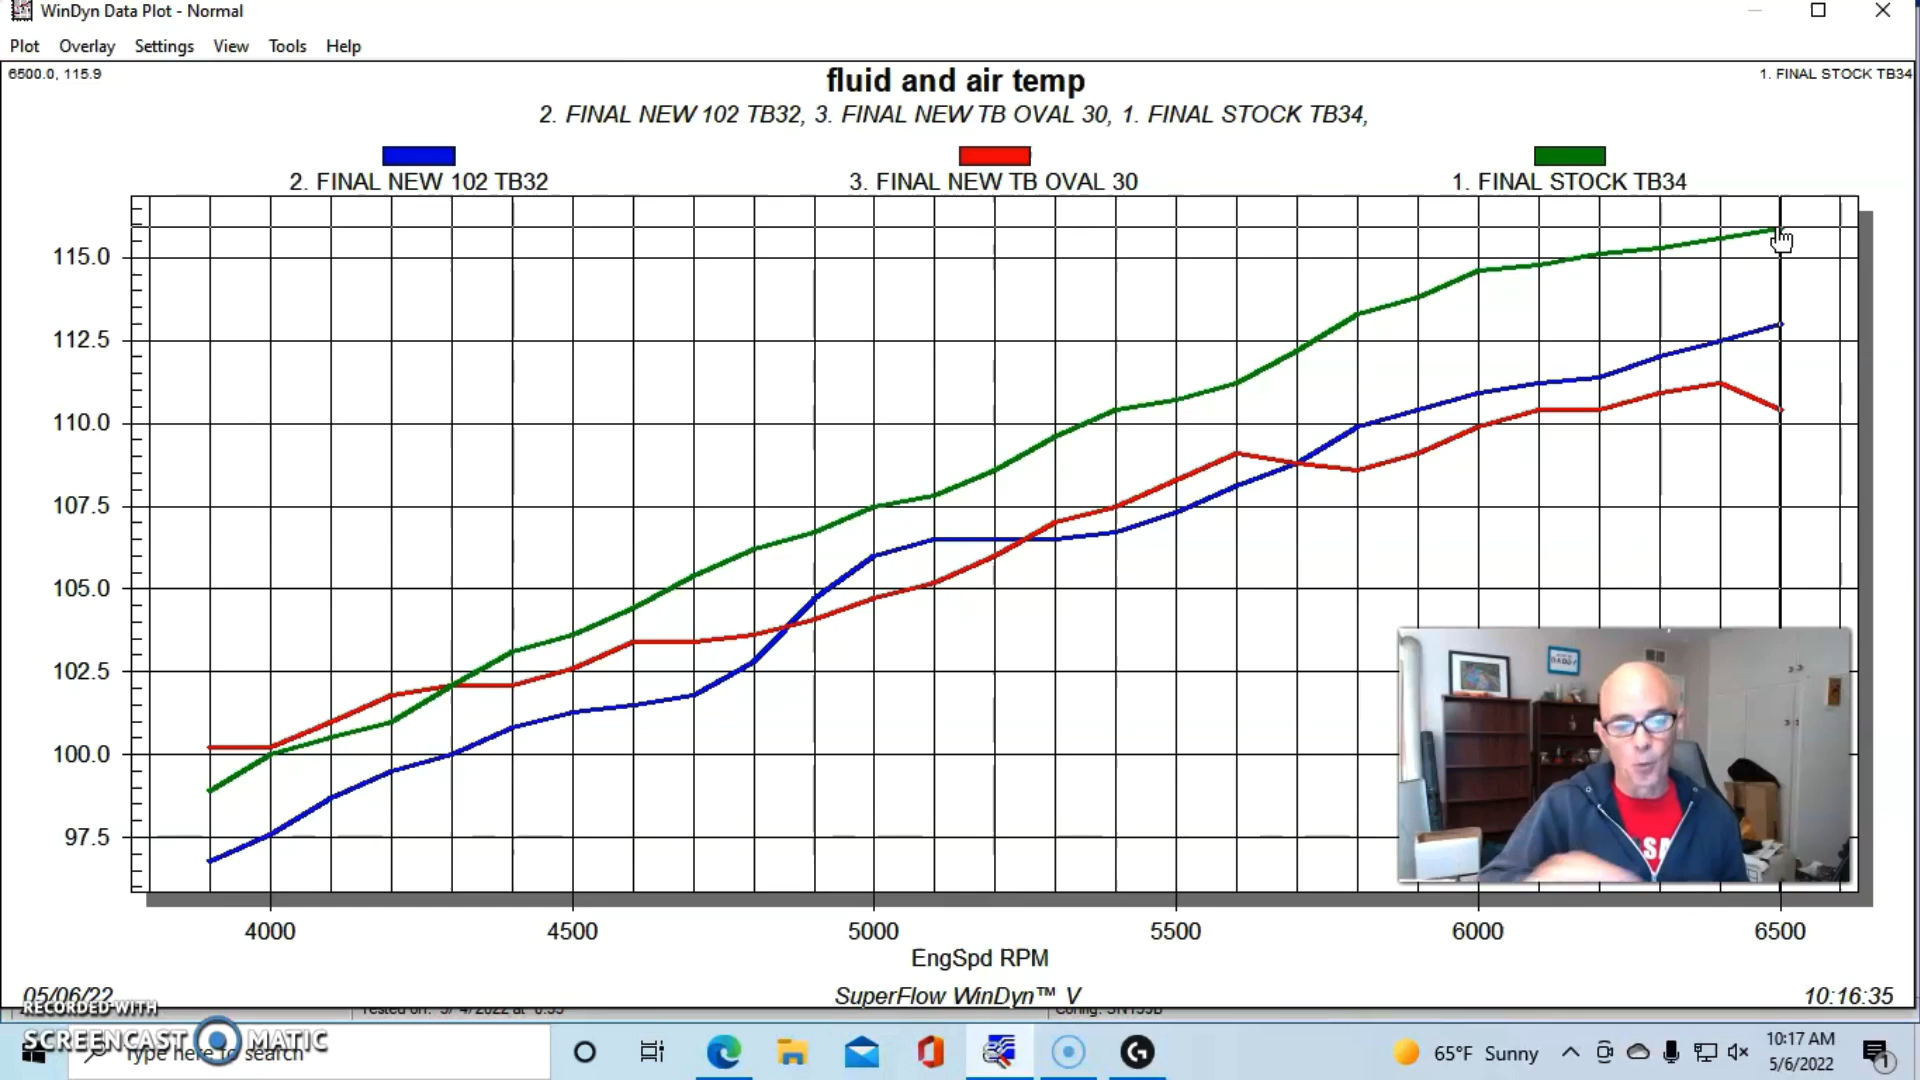 WinDyn Data Plot - Normal
Plot Overlay Settings View Tools Help
6500.0, 115.9
1. FINAL STOCK TB34
fluid and air temp
2. FINAL NEW 102 TB32, 3. FINAL NEW TB OVAL 30, 1. FINAL STOCK TB34,
2. FINAL NEW 102 TB32
3. FINAL NEW TB OVAL 30
1. FINAL STOCK TB34
115.0
112.5
110.0
107.5
105.0
102.5
100.0
97.5
4000 4500 5000 5500 6000 6500
EngSpd RPM
05/06/22
SuperFlow WinDyn™ V
10:16:35
RECORDED WITH
SCREENCAST MATIC
Type here to search
65°F Sunny
10:17 AM
5/6/2022
1